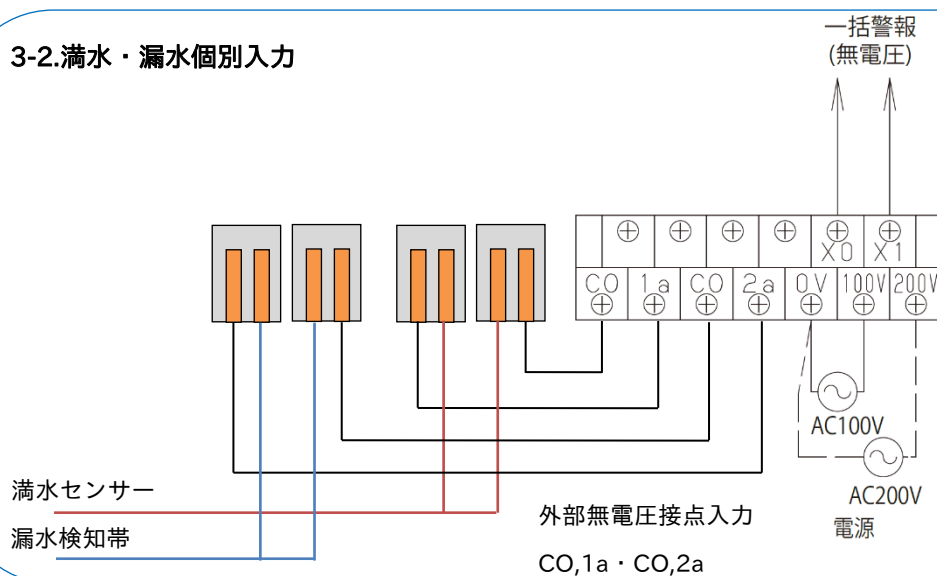 3-2.満水・漏水個別入力
一括警報
(無電圧)
X0 X1
CO 1a CO 2a 0V 100V 200V
AC100V
AC200V
電源
満水センサー
漏水検知帯
外部無電圧接点入力
CO,1a・CO,2a